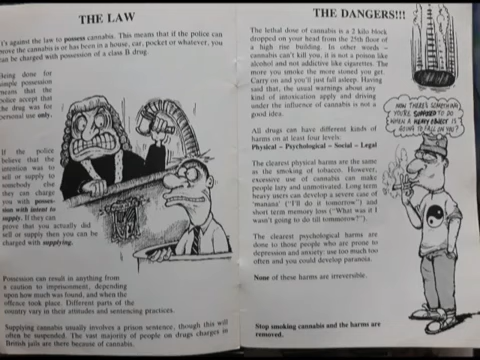 THE LAW
It's against the law to possess cannabis. This means that if the police can
prove the cannabis is or has been in a house, car, pocket or whatever, you
can be charged with possession of a class B drug.
Being done for
simple possession
means that the
police accept that
the drug was for
personal use only.
If the police
believe that the
intention was to
sell or supply to
somebody else
they can charge
you with posses-
sion with intent to
supply. If they can
prove that you actually did
sell or supply then you can be
charged with supplying.
Possession can result in anything from
a caution to imprisonment, depending
upon how much was found, and when the
offence took place. Different parts of the
country vary in their attitudes and sentencing practices.
Supplying cannabis usually involves a prison sentence, though this will
often be suspended. The vast majority of people on drugs charges in
British jails are there because of cannabis.
THE DANGERS!!!
The lethal dose of cannabis is a 2 kilo block
dropped on your head from the 25th floor of
a high rise building. In other words -
cannabis can't kill you, it is not a poison like
alcohol and not addictive like cigarettes. The
more you smoke the more stoned you get.
Carry on and you'll just fall asleep. Having
said that, the usual warnings about any
kind of intoxication apply and driving
under the influence of cannabis is not a
good idea.
All drugs can have different kinds of
harms on at least four levels:
Physical – Psychological – Social – Legal
The clearest physical harms are the same
as the smoking of tobacco. However,
excessive use of cannabis can make
people lazy and unmotivated. Long term
heavy users can develop a severe case of
'manana' ("I'll do it tomorrow") and
short term memory loss ("What was it I
wasn't going to do till tommorrow?").
The clearest psychological harms are
done to those people who are prone to
depression and anxiety: use too much too
often and you could develop paranoia.
None of these harms are irreversible.
Stop smoking cannabis and the harms are
removed.
NOW THERE'S SOMETHING
YOU'RE SUPPOSED TO DO
WHEN A HEAVY OBJECT IS
GOING TO FALL ON YOU?